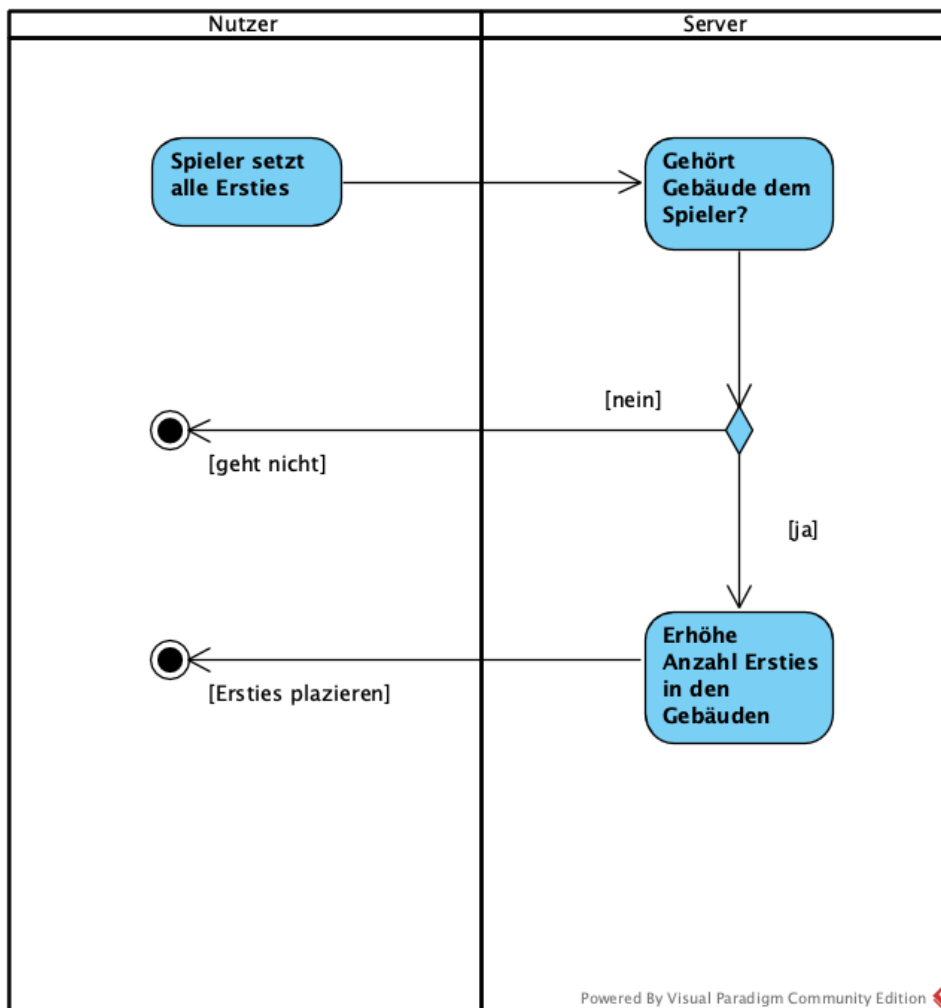 Nutzer
Server
Spieler setzt
alle Ersties
Gehört
Gebäude dem
Spieler?
[nein]
[geht nicht]
[ja]
Erhöhe
Anzahl Ersties
in den
Gebäuden
[Ersties plazieren]
Powered By Visual Paradigm Community Edition